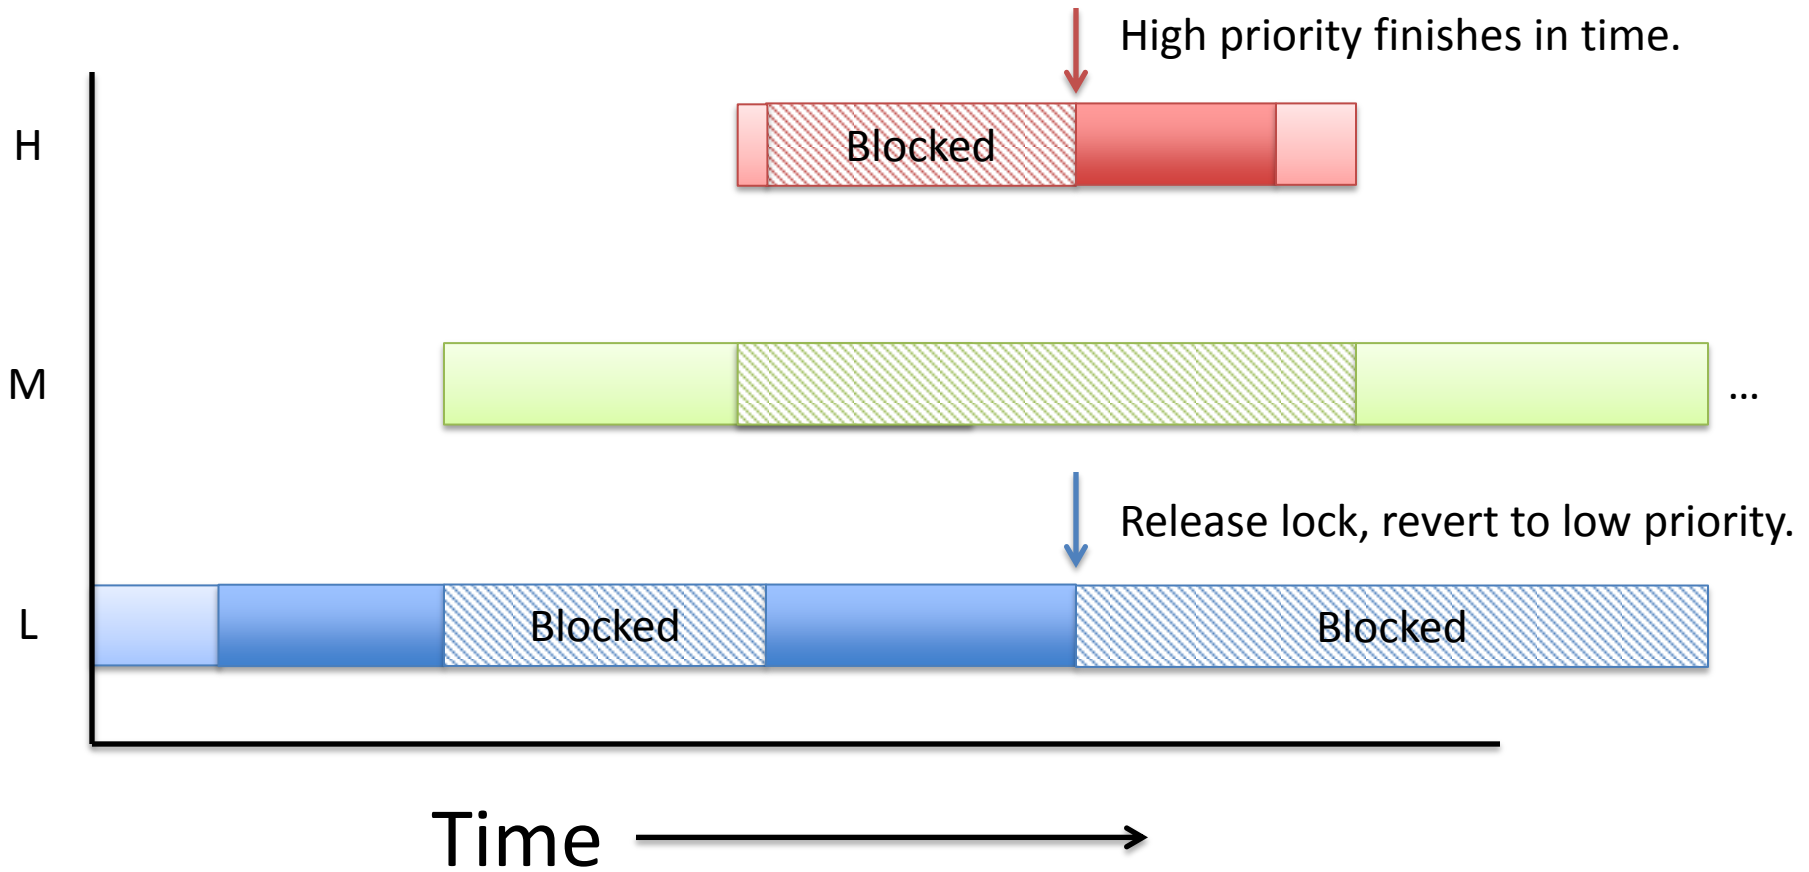 High priority finishes in time.
H
Blocked
M
...
Release lock, revert to low priority.
L
Blocked
Blocked
Time